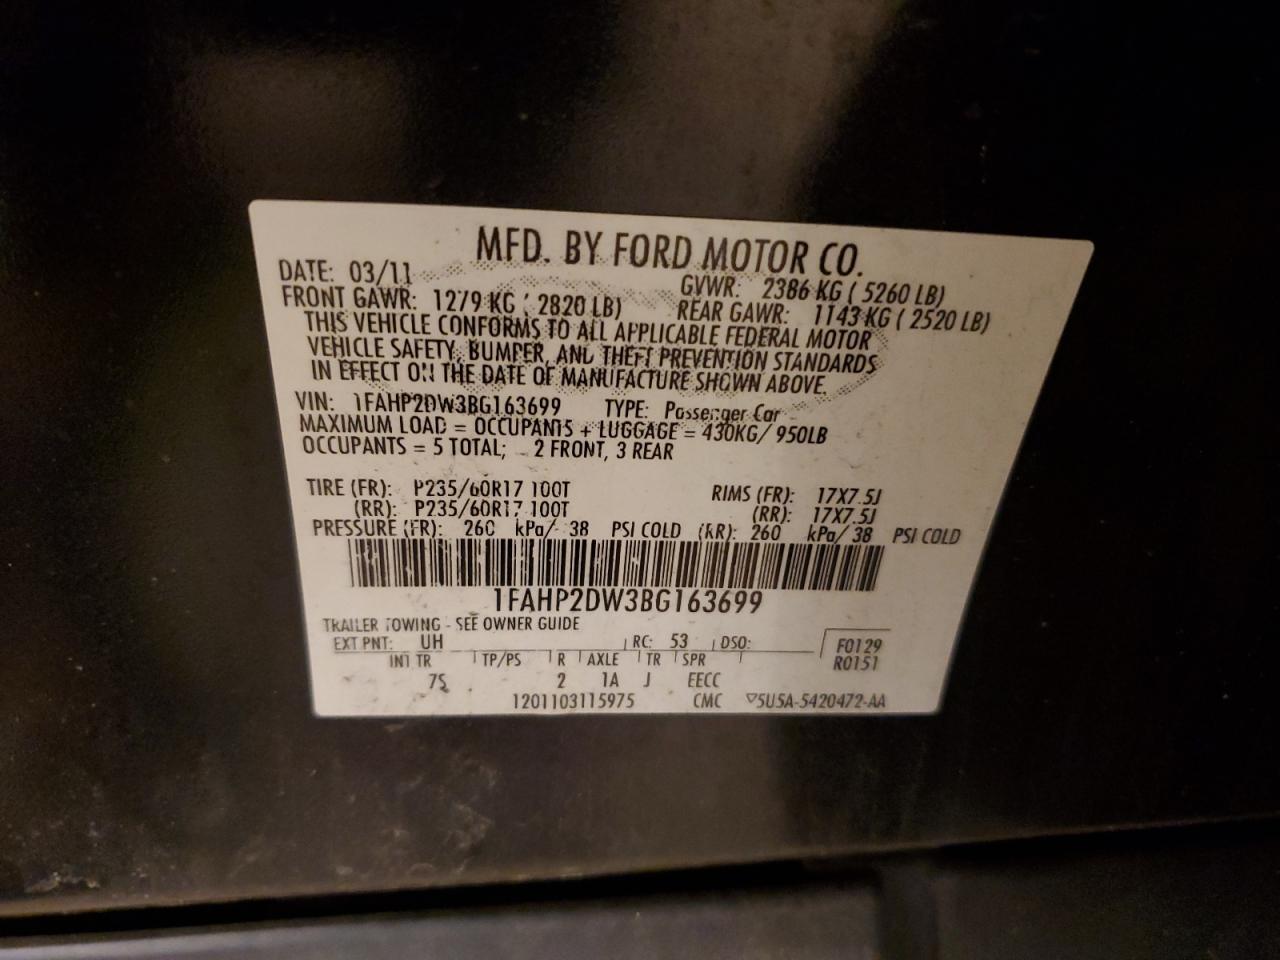 MFD. BY FORD MOTOR CO.
DATE: 03/11 GVWR: 2386 KG ( 5260 LB)
FRONT GAWR: 1279 KG ( 2820 LB) REAR GAWR: 1143 KG ( 2520 LB)
THIS VEHICLE CONFORMS TO ALL APPLICABLE FEDERAL MOTOR
VEHICLE SAFETY, BUMPER, AND THEFT PREVENTION STANDARDS
IN EFFECT ON THE DATE OF MANUFACTURE SHOWN ABOVE.
VIN: 1FAHP2DW3BG163699 TYPE: Passenger Car
MAXIMUM LOAD = OCCUPANTS + LUGGAGE = 430KG/ 950LB
OCCUPANTS = 5 TOTAL; 2 FRONT, 3 REAR
TIRE (FR): P235/60R17 100T RIMS (FR): 17X7.5J
(RR): P235/60R17 100T (RR): 17X7.5J
PRESSURE (FR): 260 kPa/ 38 PSI COLD (RR): 260 kPa/ 38 PSI COLD
1FAHP2DW3BG163699
TRAILER TOWING - SEE OWNER GUIDE
EXT PNT: UH RC: 53 DSO: F0129
INT TR TP/PS R AXLE TR SPR R0151
7S 2 1A J EECC
1201103115975 CMC ▽5U5A-5420472-AA